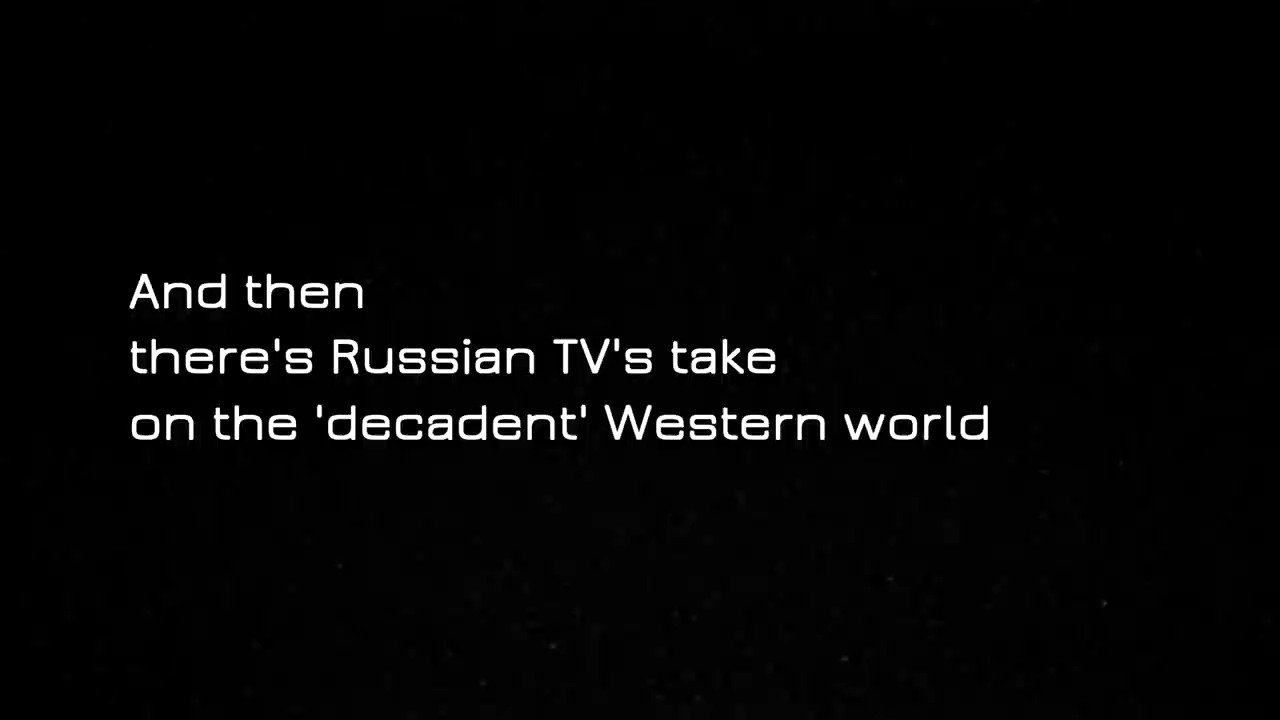 And then
there's Russian TV's take
on the 'decadent' Western world